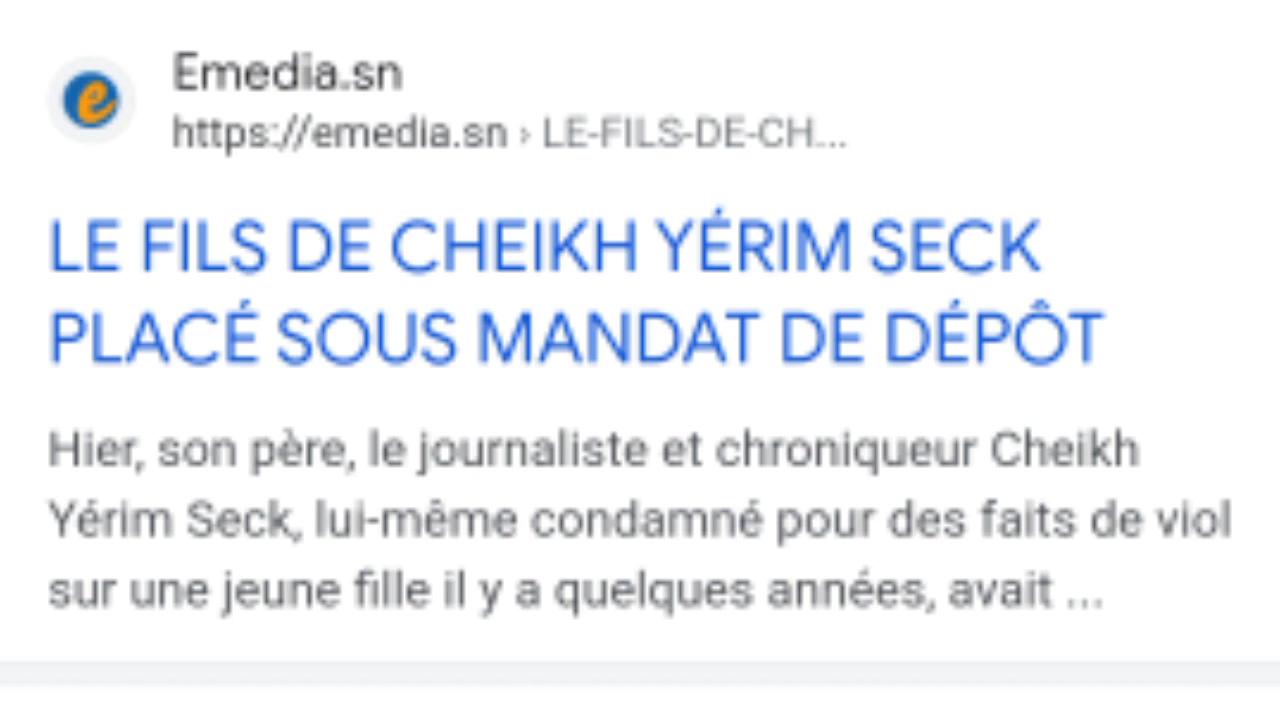 Emedia.sn
https://emedia.sn › LE-FILS-DE-CH...
LE FILS DE CHEIKH YÉRIM SECK
PLACÉ SOUS MANDAT DE DÉPÔT
Hier, son père, le journaliste et chroniqueur Cheikh
Yérim Seck, lui-même condamné pour des faits de viol
sur une jeune fille il y a quelques années, avait ...